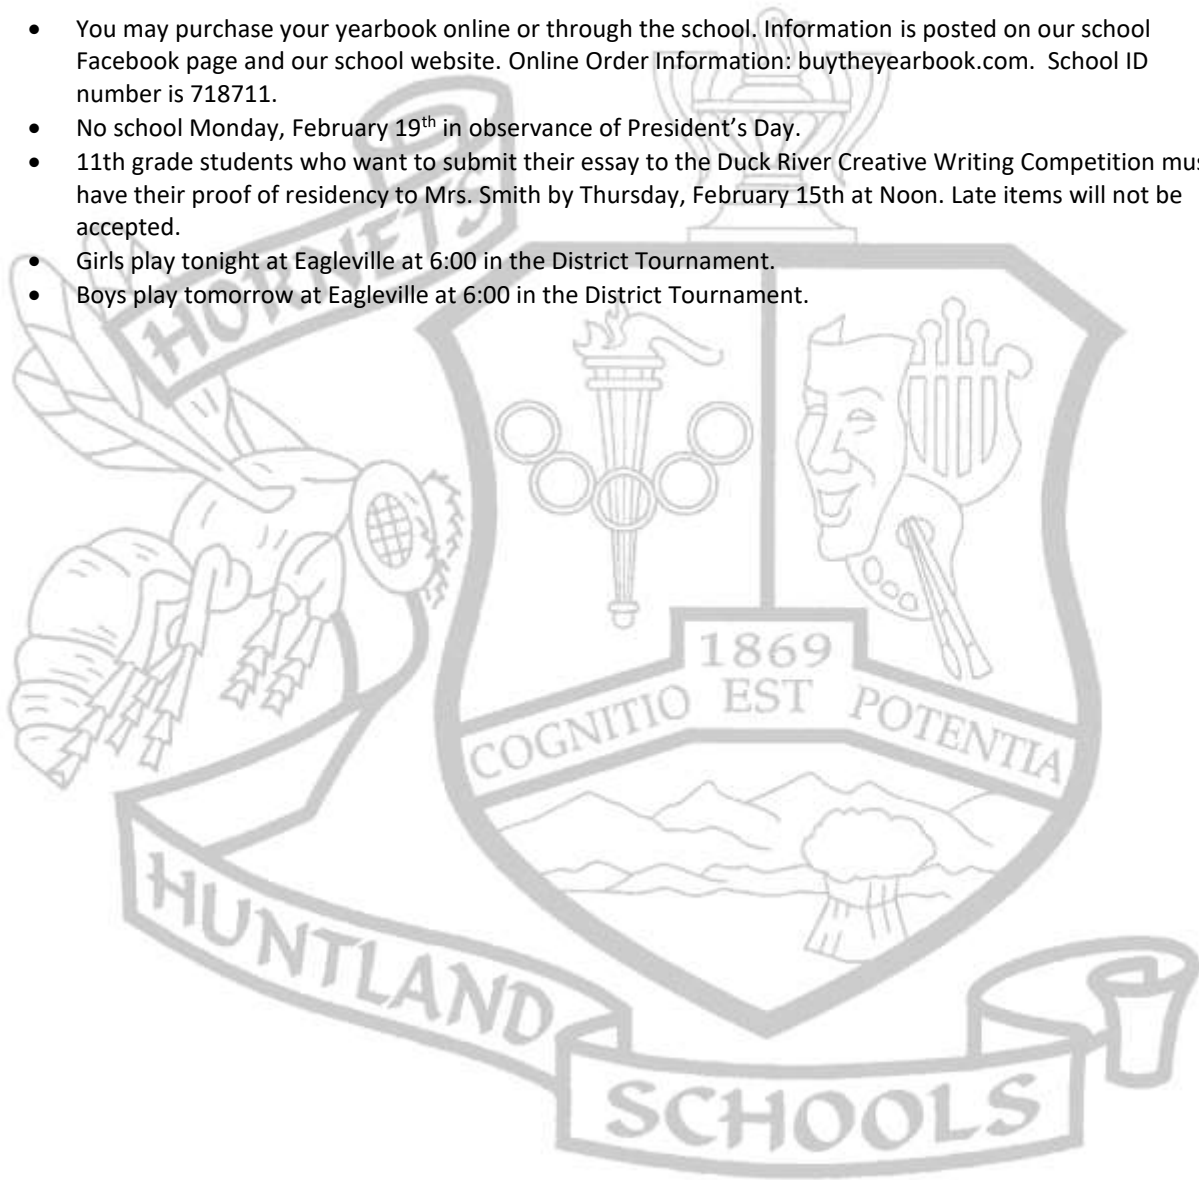 • You may purchase your yearbook online or through the school. Information is posted on our school
Facebook page and our school website. Online Order Information: buytheyearbook.com. School ID
number is 718711.
• No school Monday, February 19th in observance of President’s Day.
• 11th grade students who want to submit their essay to the Duck River Creative Writing Competition
have their proof of residency to Mrs. Smith by Thursday, February 15th at Noon. Late items will not be
accepted.
• Girls play tonight at Eagleville at 6:00 in the District Tournament.
• Boys play tomorrow at Eagleville at 6:00 in the District Tournament.
HORNETS
1869
COGNITIO EST POTENTIA
HUNTLAND
SCHOOLS